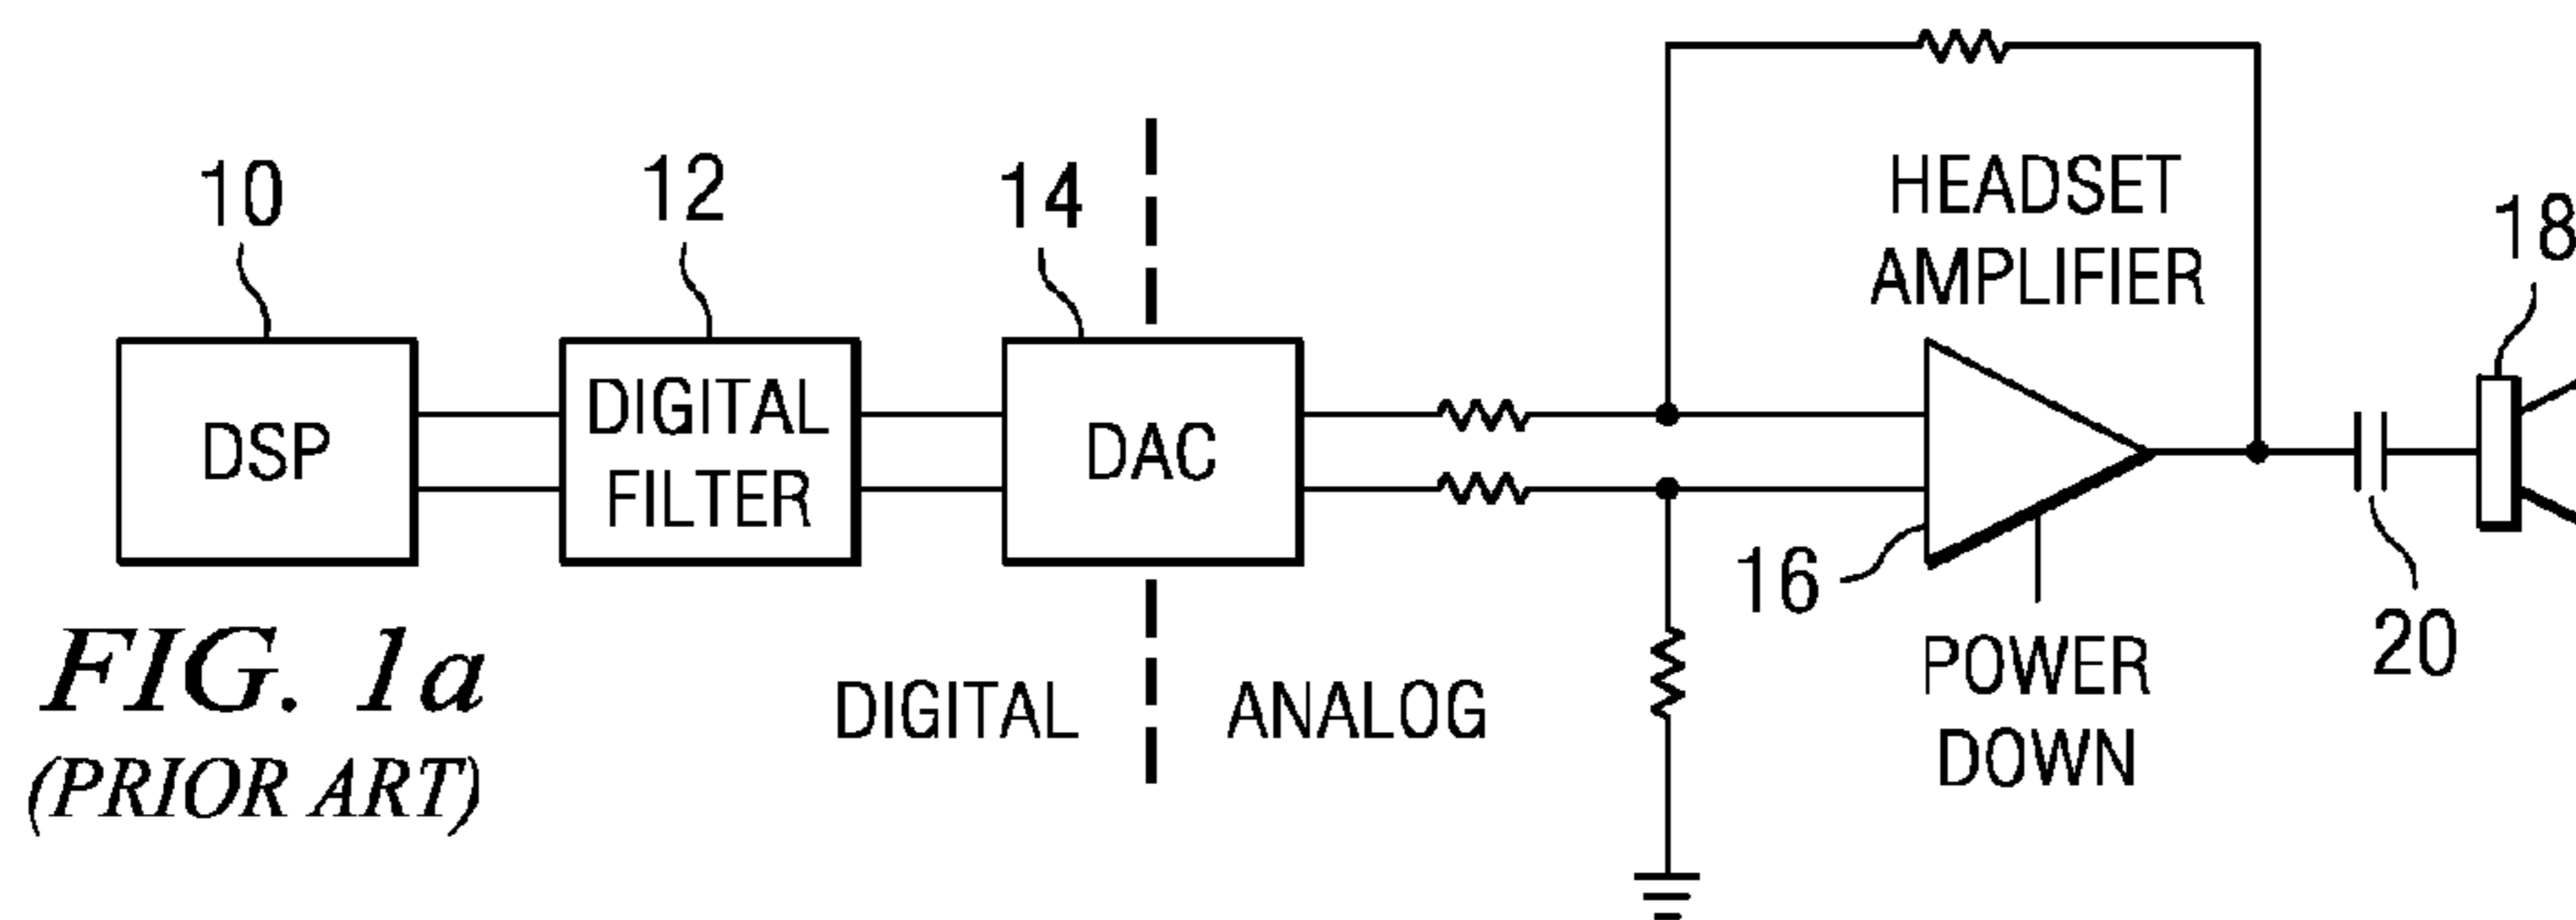 10
12
14
HEADSET
AMPLIFIER
18
DSP
DIGITAL
FILTER
DAC
16
20
POWER
DOWN
DIGITAL
ANALOG
FIG. 1a
(PRIOR ART)